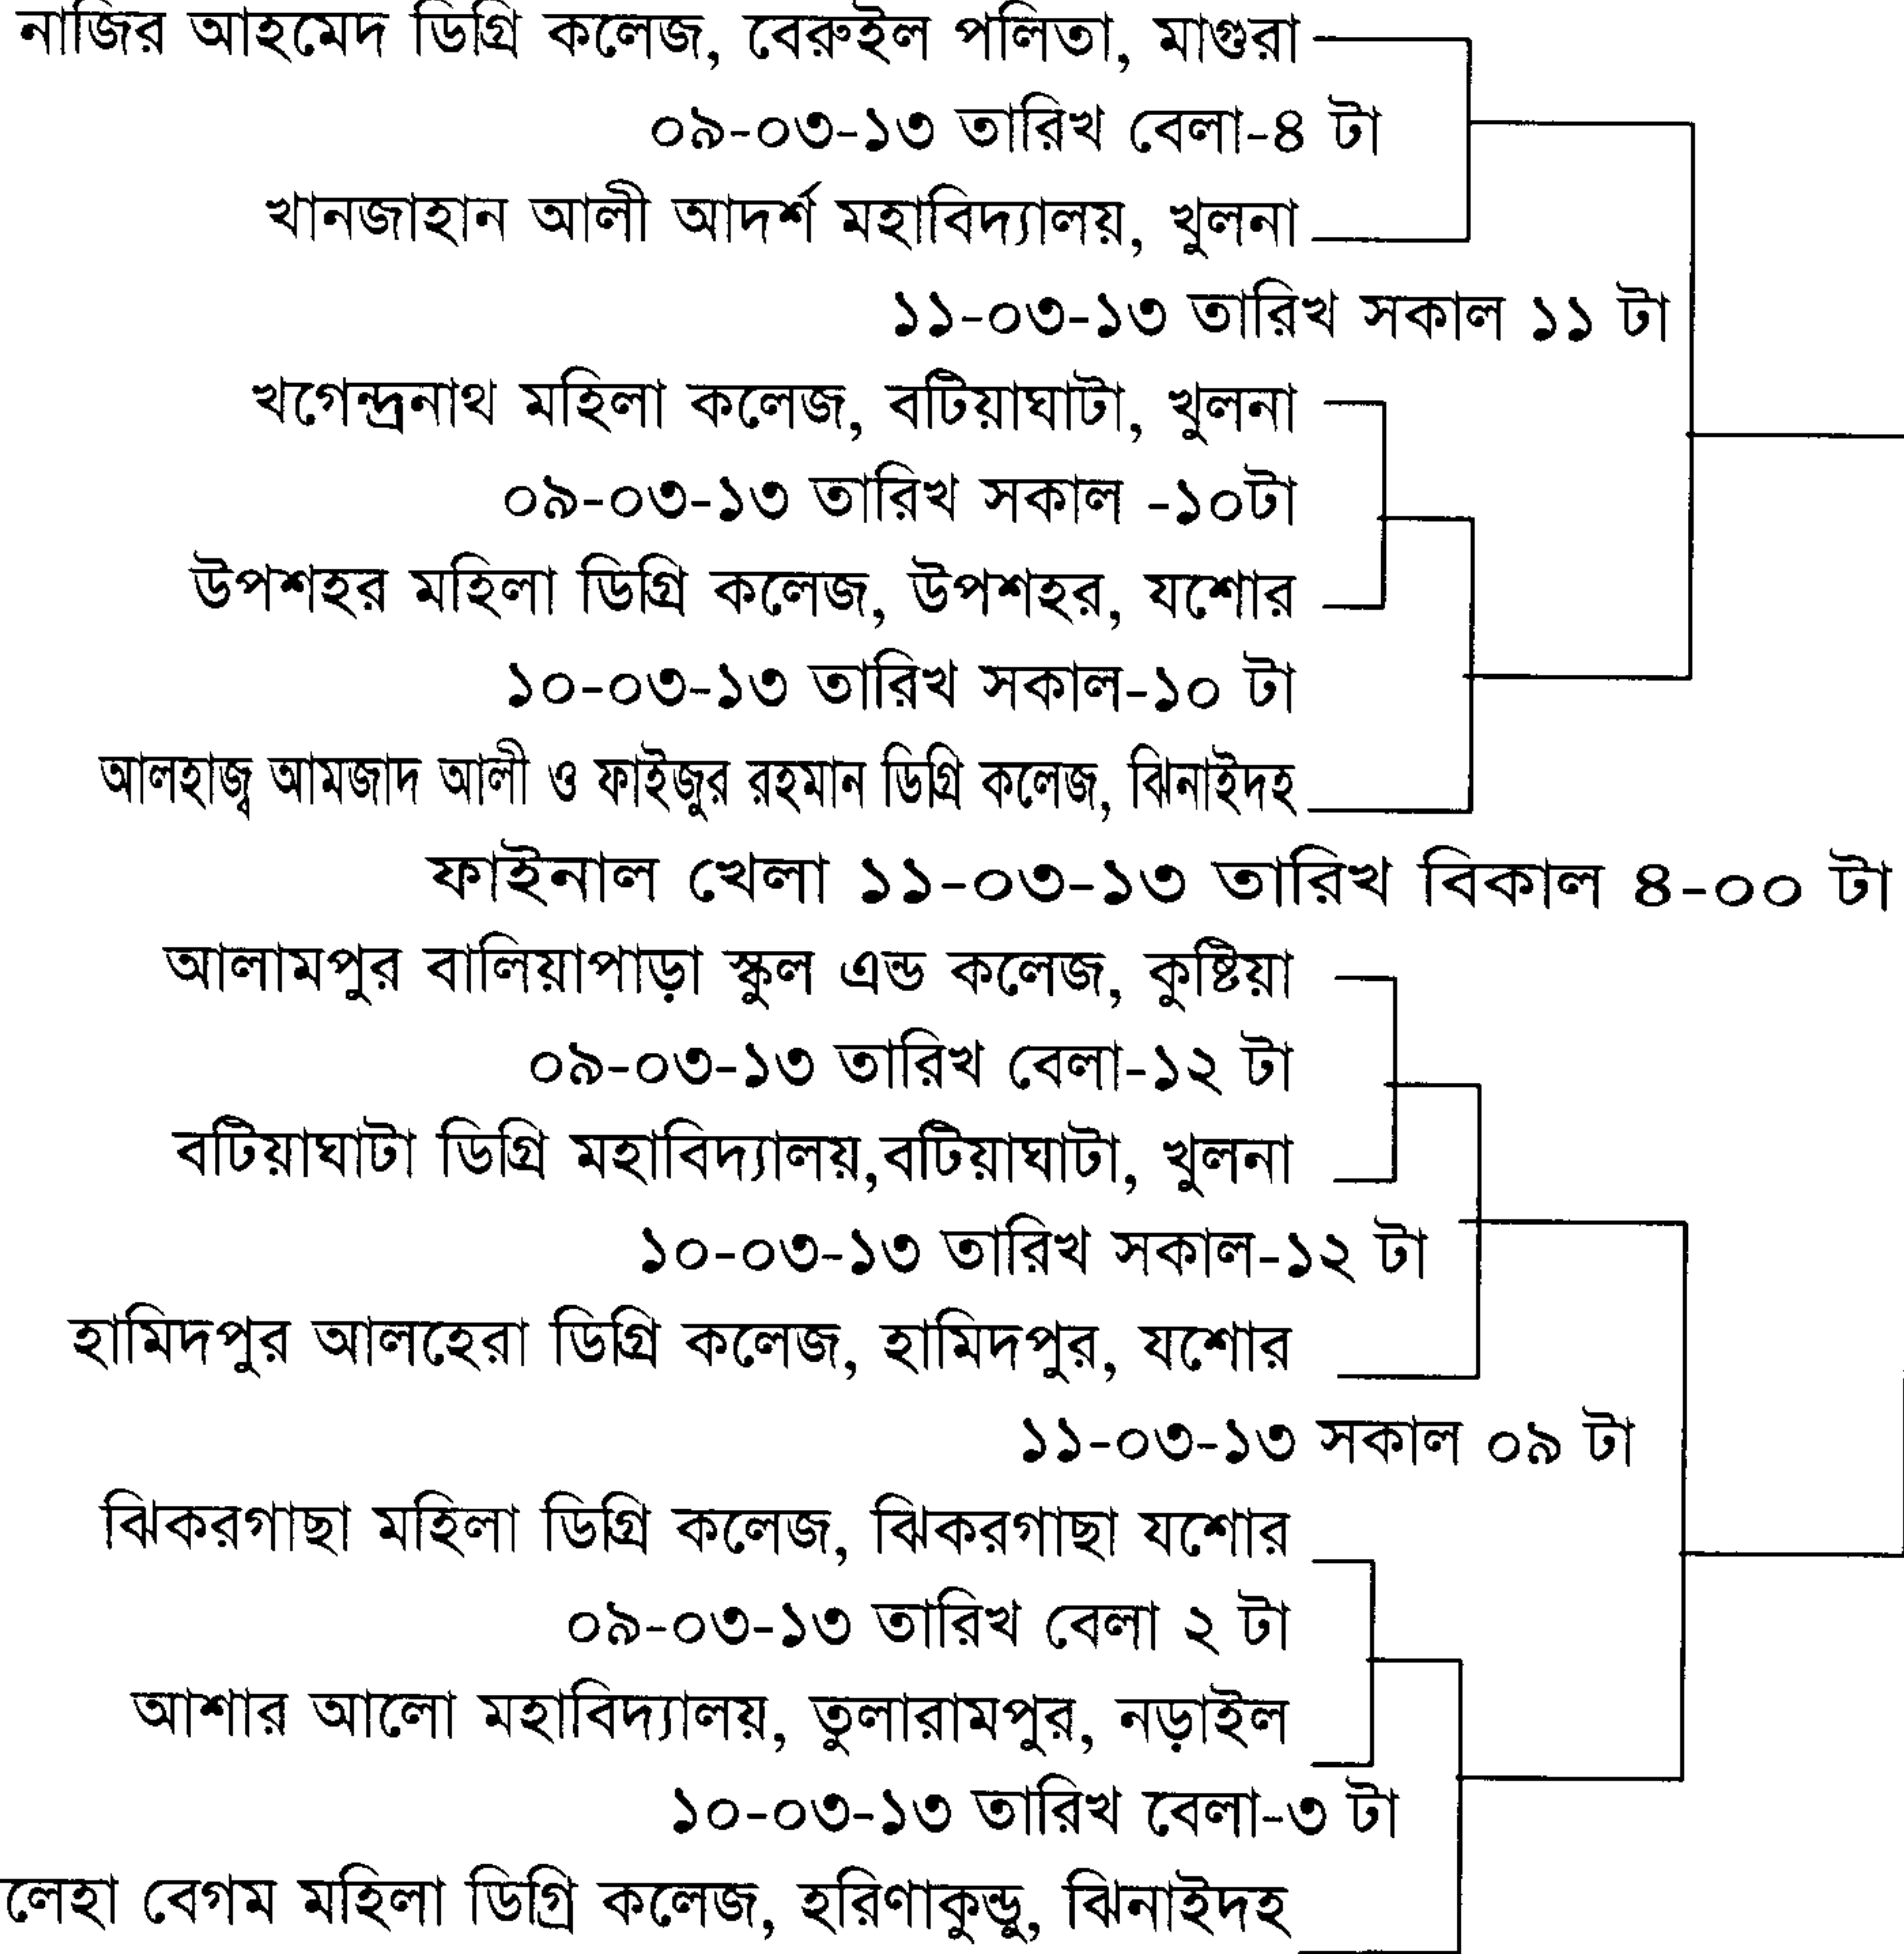 নাজির আহমেদ ডিগ্রি কলেজ, বেরুইল পলিতা, মাগুরা
০৯-০৩-১৩ তারিখ বেলা-৪ টা
খানজাহান আলী আদর্শ মহাবিদ্যালয়, খুলনা
১১-০৩-১৩ তারিখ সকাল ১১ টা
খগেন্দ্রনাথ মহিলা কলেজ, বটিয়াঘাটা, খুলনা
০৯-০৩-১৩ তারিখ সকাল -১০টা
উপশহর মহিলা ডিগ্রি কলেজ, উপশহর, যশোর
১০-০৩-১৩ তারিখ সকাল-১০ টা
আলহাজ্ব আমজাদ আলী ও ফাইজুর রহমান ডিগ্রি কলেজ, ঝিনাইদহ
ফাইনাল খেলা ১১-০৩-১৩ তারিখ বিকাল ৪-০০ টা
আলামপুর বালিয়াপাড়া স্কুল এন্ড কলেজ, কুষ্টিয়া
০৯-০৩-১৩ তারিখ বেলা-১২ টা
বটিয়াঘাটা ডিগ্রি মহাবিদ্যালয়,বটিয়াঘাটা, খুলনা
১০-০৩-১৩ তারিখ সকাল-১২ টা
হামিদপুর আলহেরা ডিগ্রি কলেজ, হামিদপুর, যশোর
১১-০৩-১৩ সকাল ০৯ টা
ঝিকরগাছা মহিলা ডিগ্রি কলেজ, ঝিকরগাছা যশোর
০৯-০৩-১৩ তারিখ বেলা ২ টা
আশার আলো মহাবিদ্যালয়, তুলারামপুর, নড়াইল
১০-০৩-১৩ তারিখ বেলা-৩ টা
লেহা বেগম মহিলা ডিগ্রি কলেজ, হরিণাকুন্ডু, ঝিনাইদহ